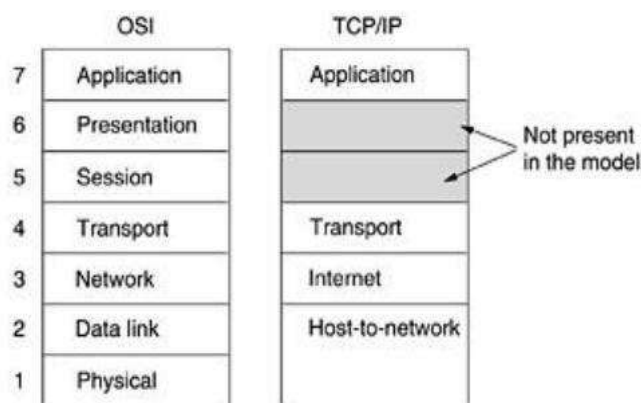 OSI TCP/IP
7 Application Application
6 Presentation
Not present
in the model
5 Session
4 Transport Transport
3 Network Internet
2 Data link Host-to-network
1 Physical